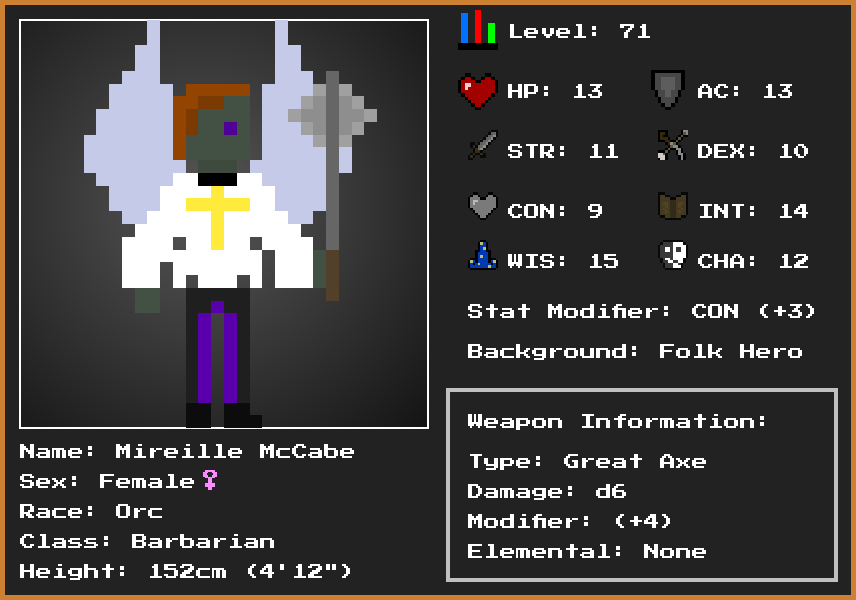 Level: 71
HP: 13
AC: 13
STR: 11
DEX: 10
CON: 9
INT: 14
WIS: 15
CHA: 12
Stat Modifier: CON (+3)
Background: Folk Hero
Weapon Information:
Type: Great Axe
Damage: d6
Modifier: (+4)
Elemental: None
Name: Mireille McCabe
Sex: Female♀
Race: Orc
Class: Barbarian
Height: 152cm (4'12")